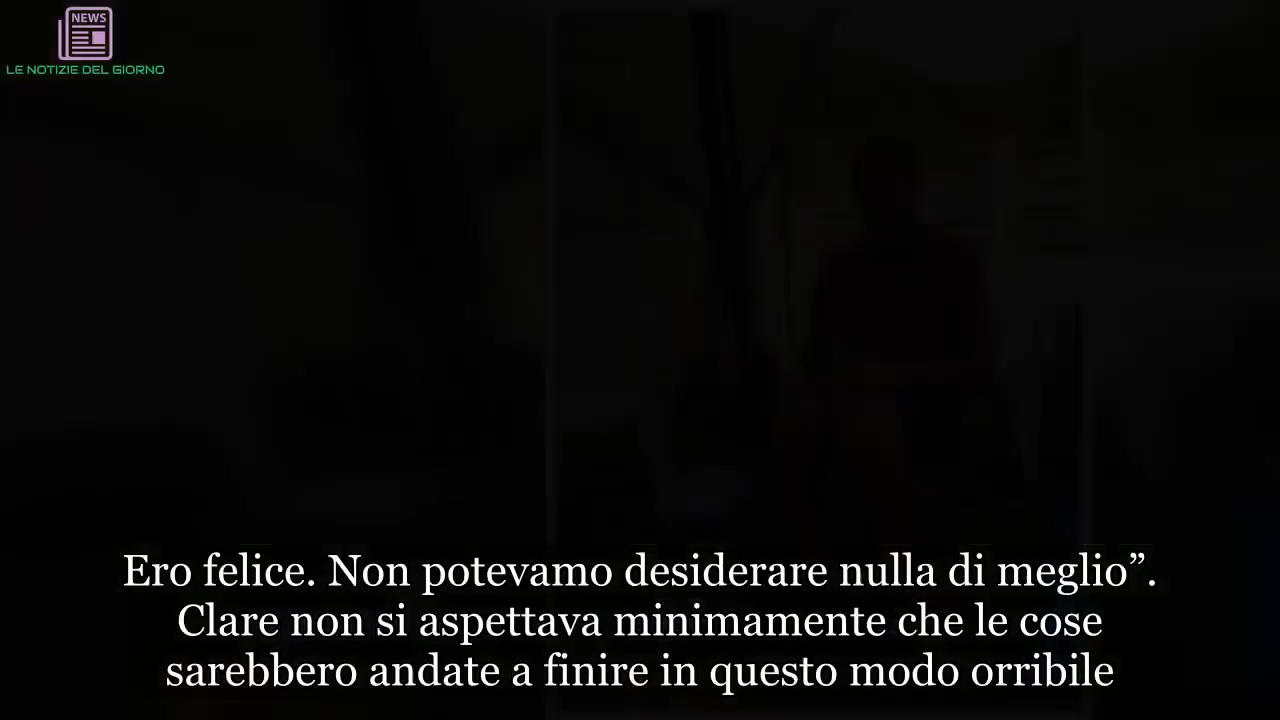 NEWS
LE NOTIZIE DEL GIORNO
Ero felice. Non potevamo desiderare nulla di meglio”.
Clare non si aspettava minimamente che le cose
sarebbero andate a finire in questo modo orribile